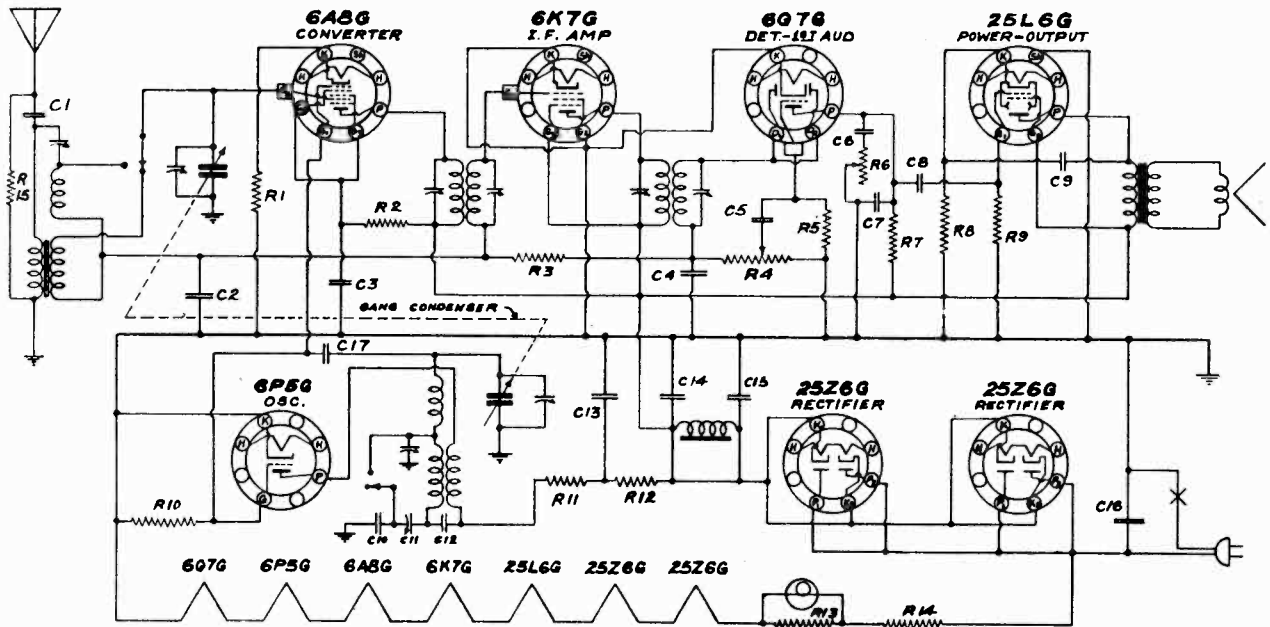 6A8G
CONVERTER
6K7G
I.F. AMP
6Q7G
DET.-1ST AUD
25L6G
POWER-OUTPUT
K
SH
H
H
P
K
SH
H
H
P
K
H
H
P
K
SH
H
H
P
C1
R
15
R1
R2
C6
R6
C8
C9
C5
R5
C7
R7
R8
R9
R3
C4
R4
C2
C3
GANG CONDENSER
C17
6P5G
OSC.
C13
C14
C15
25Z6G
RECTIFIER
25Z6G
RECTIFIER
K
H
H
P
G
K
H
H
K
H
H
R11
R12
C16
R10
C10
C11
C12
6Q7G
6P5G
6A8G
6K7G
25L6G
25Z6G
25Z6G
R13
R14